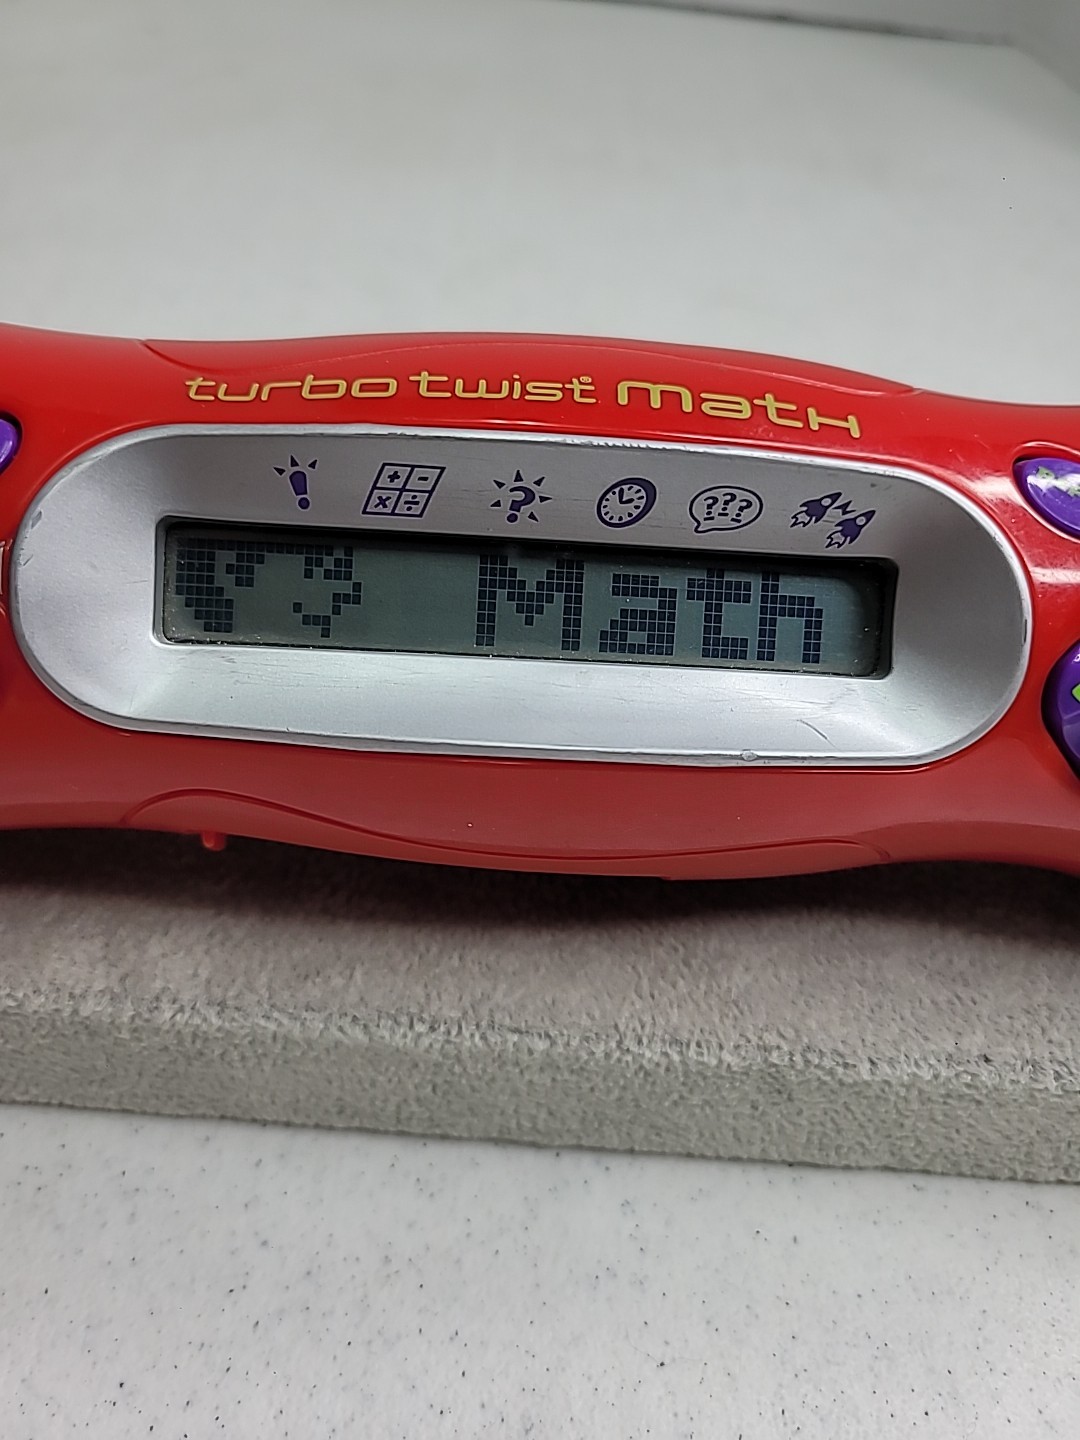 turbo twist® math
+ -
× ÷
?
???
Math